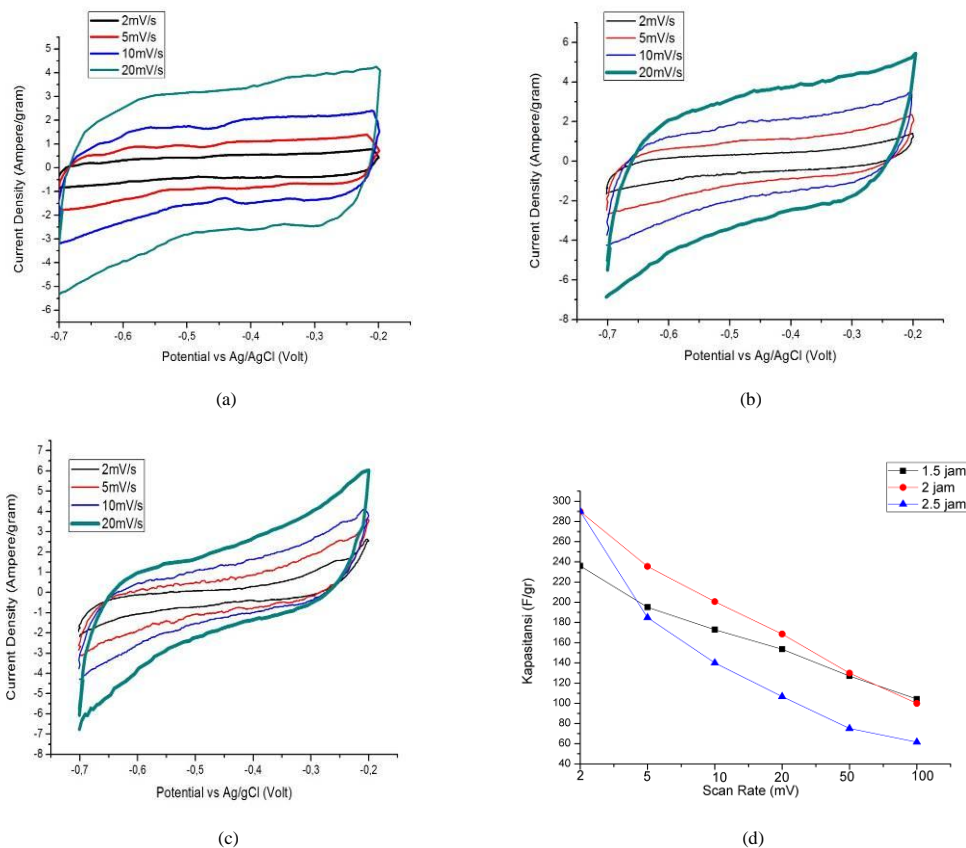 2mV/s
5mV/s
10mV/s
20mV/s
5
4
3
2
1
0
-1
-2
-3
-4
-5
-6
Current Density (Ampere/gram)
-0,7 -0,6 -0,5 -0,4 -0,3 -0,2
Potential vs Ag/AgCl (Volt)
(a)
2mV/s
5mV/s
10mV/s
20mV/s
6
4
2
0
-2
-4
-6
-8
Current Density (Ampere/gram)
-0,7 -0,6 -0,5 -0,4 -0,3 -0,2
Potential vs Ag/AgCl (Volt)
(b)
2mV/s
5mV/s
10mV/s
20mV/s
7
6
5
4
3
2
1
0
-1
-2
-3
-4
-5
-6
-7
-8
Current Density (Ampere/gram)
-0,7 -0,6 -0,5 -0,4 -0,3 -0,2
Potential vs Ag/gCl (Volt)
(c)
1.5 jam
2 jam
2.5 jam
300
280
260
240
220
200
180
160
140
120
100
80
60
40
Kapasitansi (F/gr)
2 5 10 20 50 100
Scan Rate (mV)
(d)